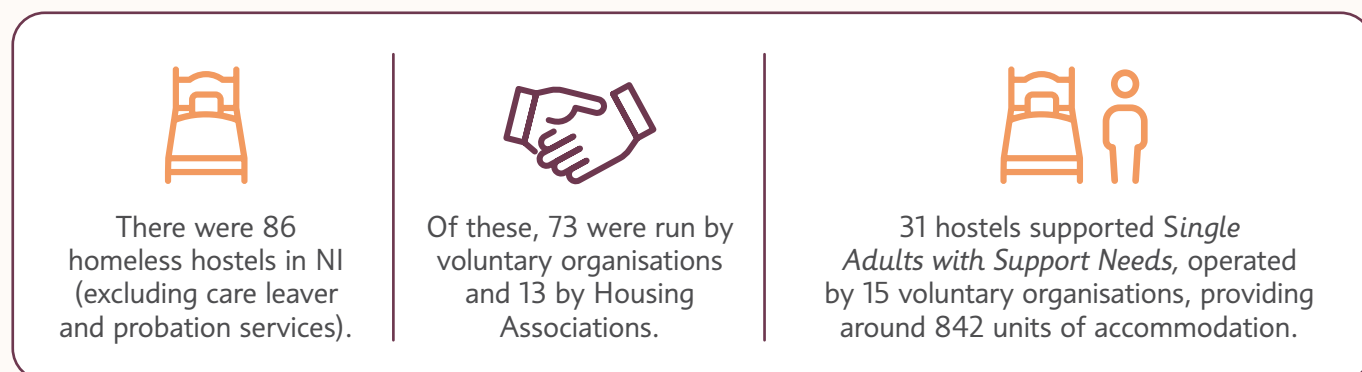 There were 86
homeless hostels in NI
(excluding care leaver
and probation services).
Of these, 73 were run by
voluntary organisations
and 13 by Housing
Associations.
31 hostels supported Single
Adults with Support Needs, operated
by 15 voluntary organisations, providing
around 842 units of accommodation.